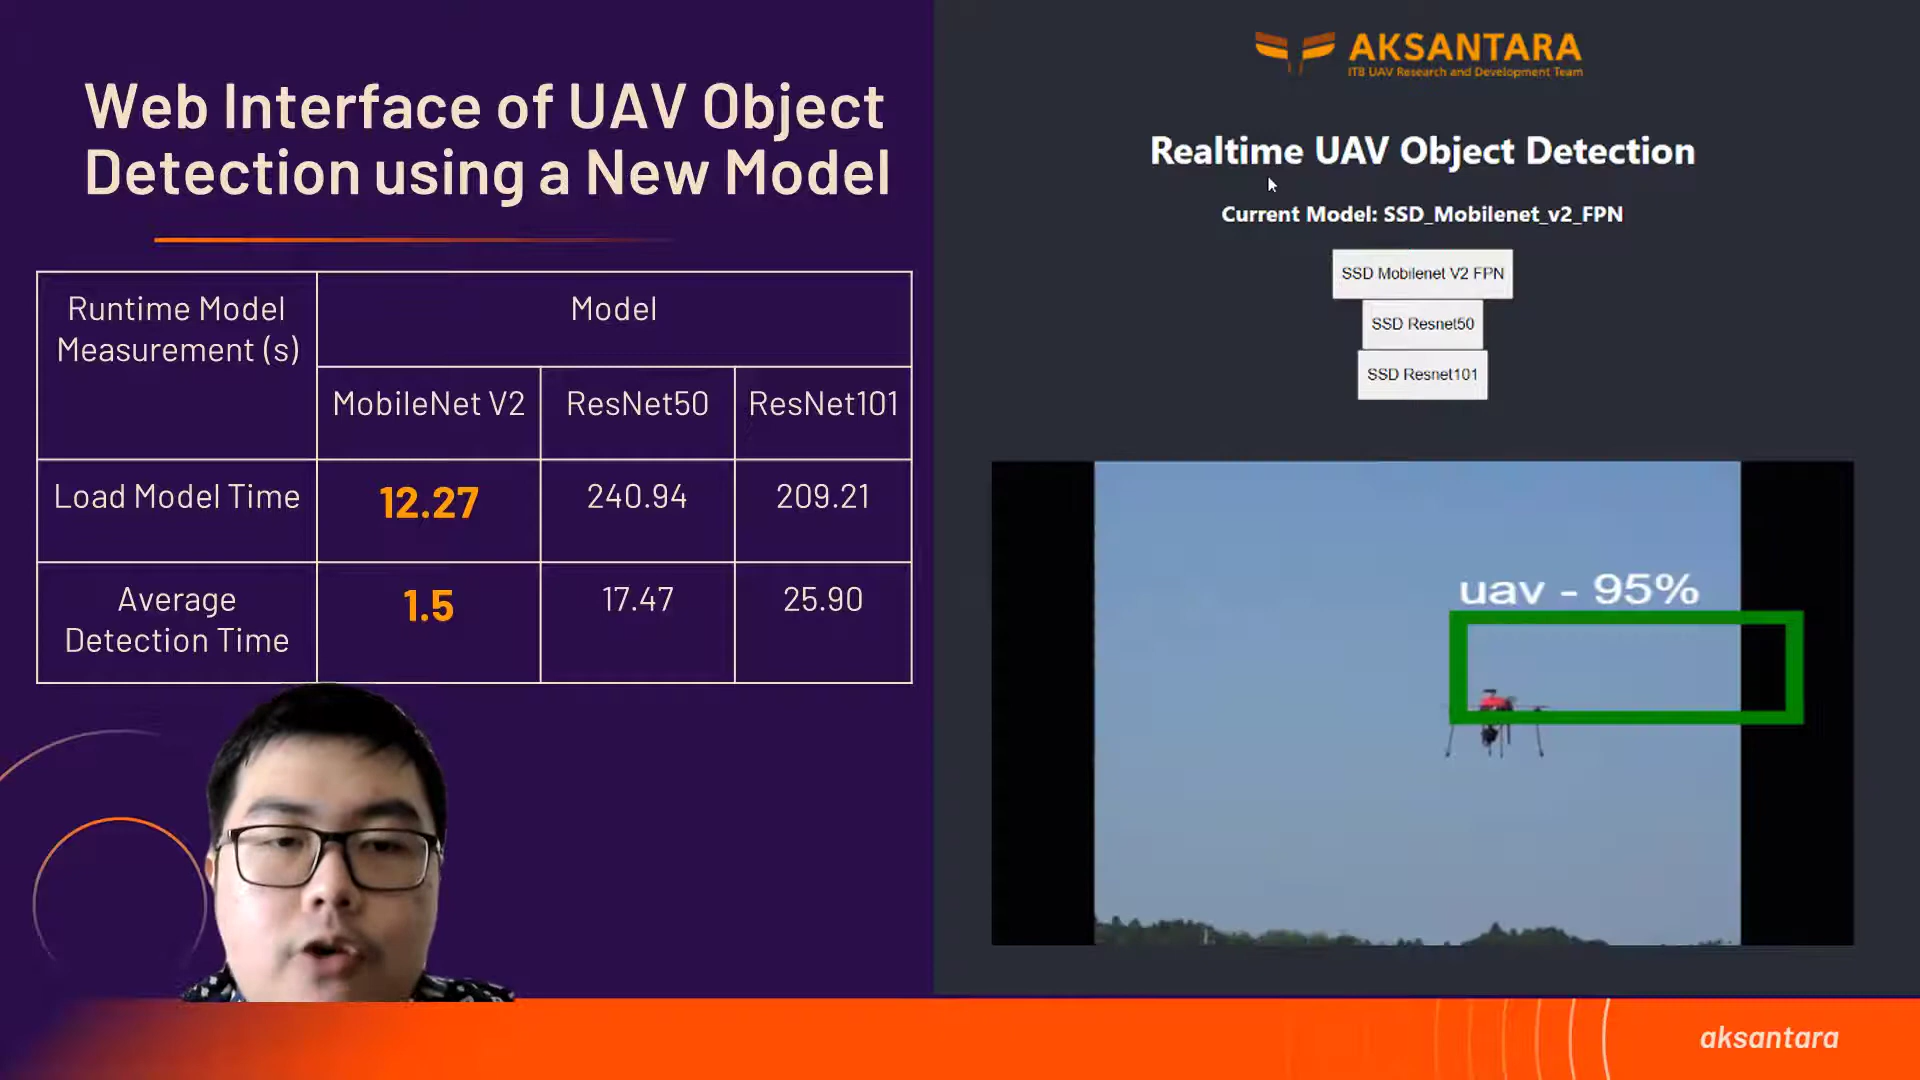 Web Interface of UAV Object
Detection using a New Model
Runtime Model
Measurement (s)
Model
MobileNet V2
ResNet50
ResNet101
Load Model Time
12.27
240.94
209.21
Average
Detection Time
1.5
17.47
25.90
AKSANTARA
ITB UAV Research and Development Team
Realtime UAV Object Detection
Current Model: SSD_Mobilenet_v2_FPN
SSD Mobilenet V2 FPN
SSD Resnet50
SSD Resnet101
uav - 95%
aksantara